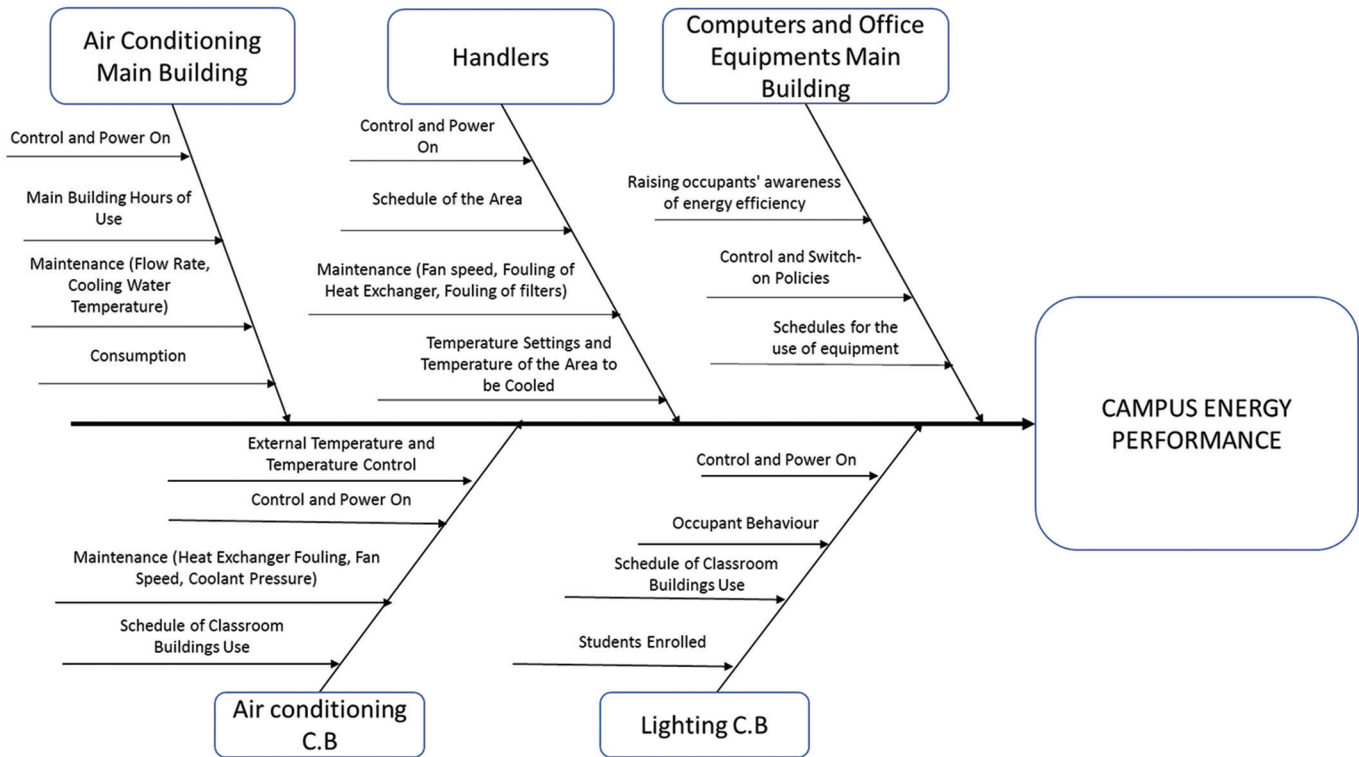 Air Conditioning
Main Building
Handlers
Computers and Office
Equipments Main
Building
Control and Power On
Main Building Hours of
Use
Maintenance (Flow Rate,
Cooling Water
Temperature)
Consumption
Control and Power
On
Schedule of the Area
Maintenance (Fan speed, Fouling of
Heat Exchanger, Fouling of filters)
Temperature Settings and
Temperature of the Area to
be Cooled
Raising occupants' awareness
of energy efficiency
Control and Switch-
on Policies
Schedules for the
use of equipment
CAMPUS ENERGY
PERFORMANCE
External Temperature and
Temperature Control
Control and Power On
Maintenance (Heat Exchanger Fouling, Fan
Speed, Coolant Pressure)
Schedule of Classroom
Buildings Use
Air conditioning
C.B
Control and Power On
Occupant Behaviour
Schedule of Classroom
Buildings Use
Students Enrolled
Lighting C.B